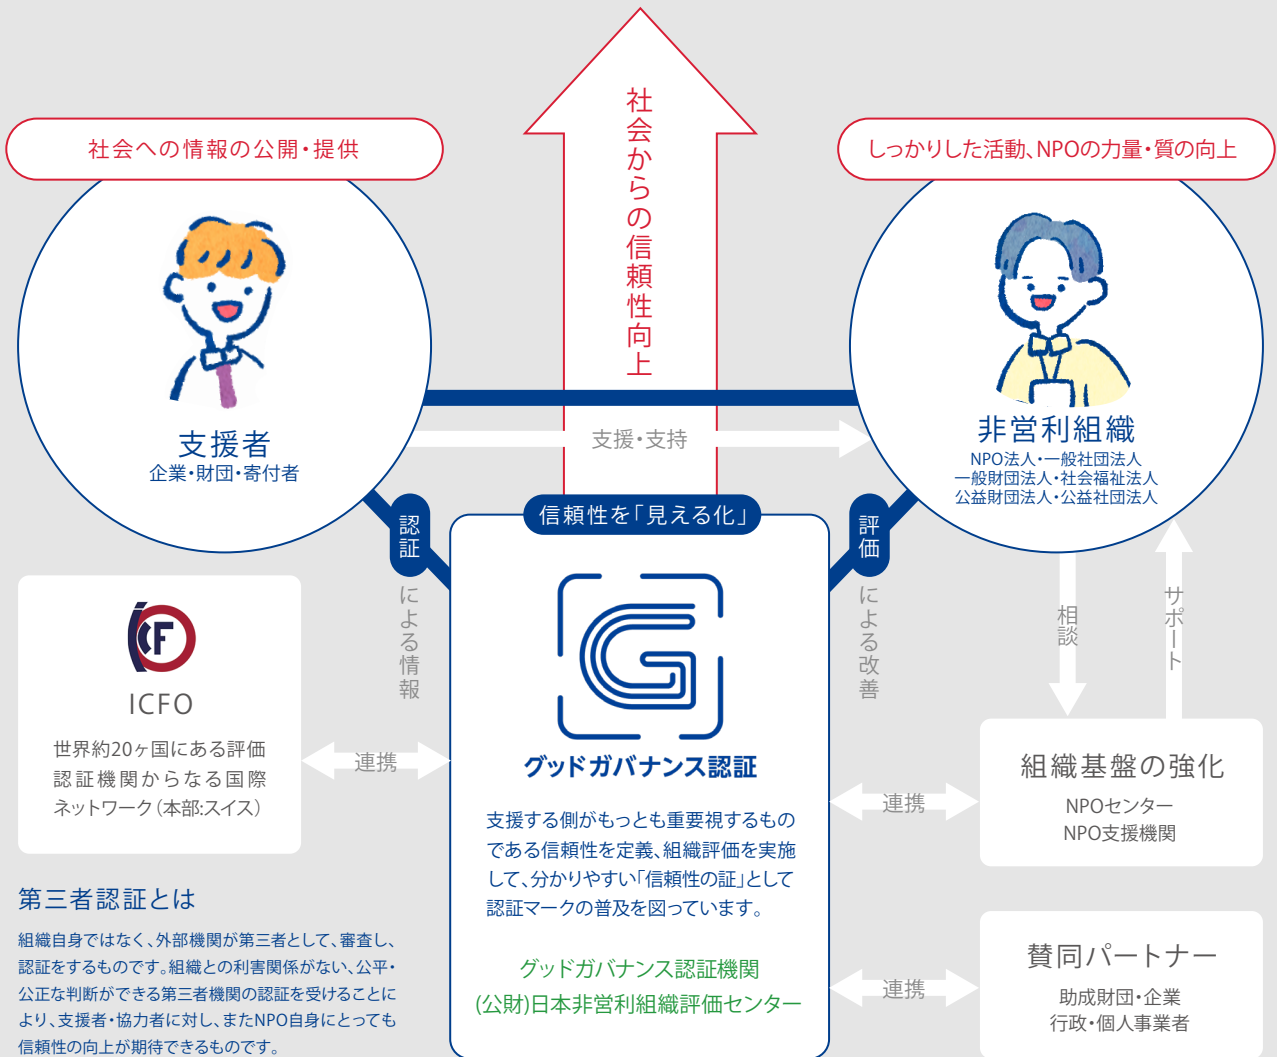 社会からの信頼性向上
社会への情報の公開・提供
しっかりした活動、NPOの力量・質の向上
支援者
企業・財団・寄付者
支援・支持
非営利組織
NPO法人・一般社団法人
一般財団法人・社会福祉法人
公益財団法人・公益社団法人
認証
による情報
信頼性を「見える化」
評価
による改善
相談
サポート
ICFO
ICFO
世界約20ヶ国にある評価
認証機関からなる国際
ネットワーク（本部:スイス）
連携
G
グッドガバナンス認証
支援する側がもっとも重要視するもの
である信頼性を定義、組織評価を実施
して、分かりやすい「信頼性の証」として
認証マークの普及を図っています。
グッドガバナンス認証機関
(公財)日本非営利組織評価センター
連携
組織基盤の強化
NPOセンター
NPO支援機関
連携
賛同パートナー
助成財団・企業
行政・個人事業者
第三者認証とは
組織自身ではなく、外部機関が第三者として、審査し、
認証をするものです。組織との利害関係がない、公平・
公正な判断ができる第三者機関の認証を受けることに
より、支援者・協力者に対し、またNPO自身にとっても
信頼性の向上が期待できるものです。